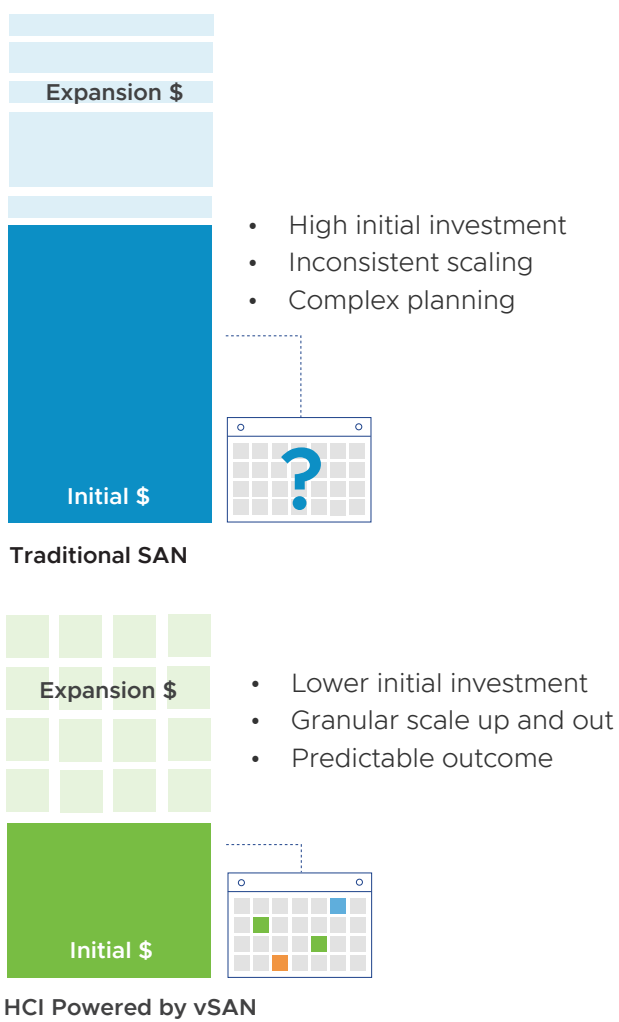 Expansion $
• High initial investment
• Inconsistent scaling
• Complex planning
?
Initial $
Traditional SAN
Expansion $
• Lower initial investment
• Granular scale up and out
• Predictable outcome
Initial $
HCI Powered by vSAN